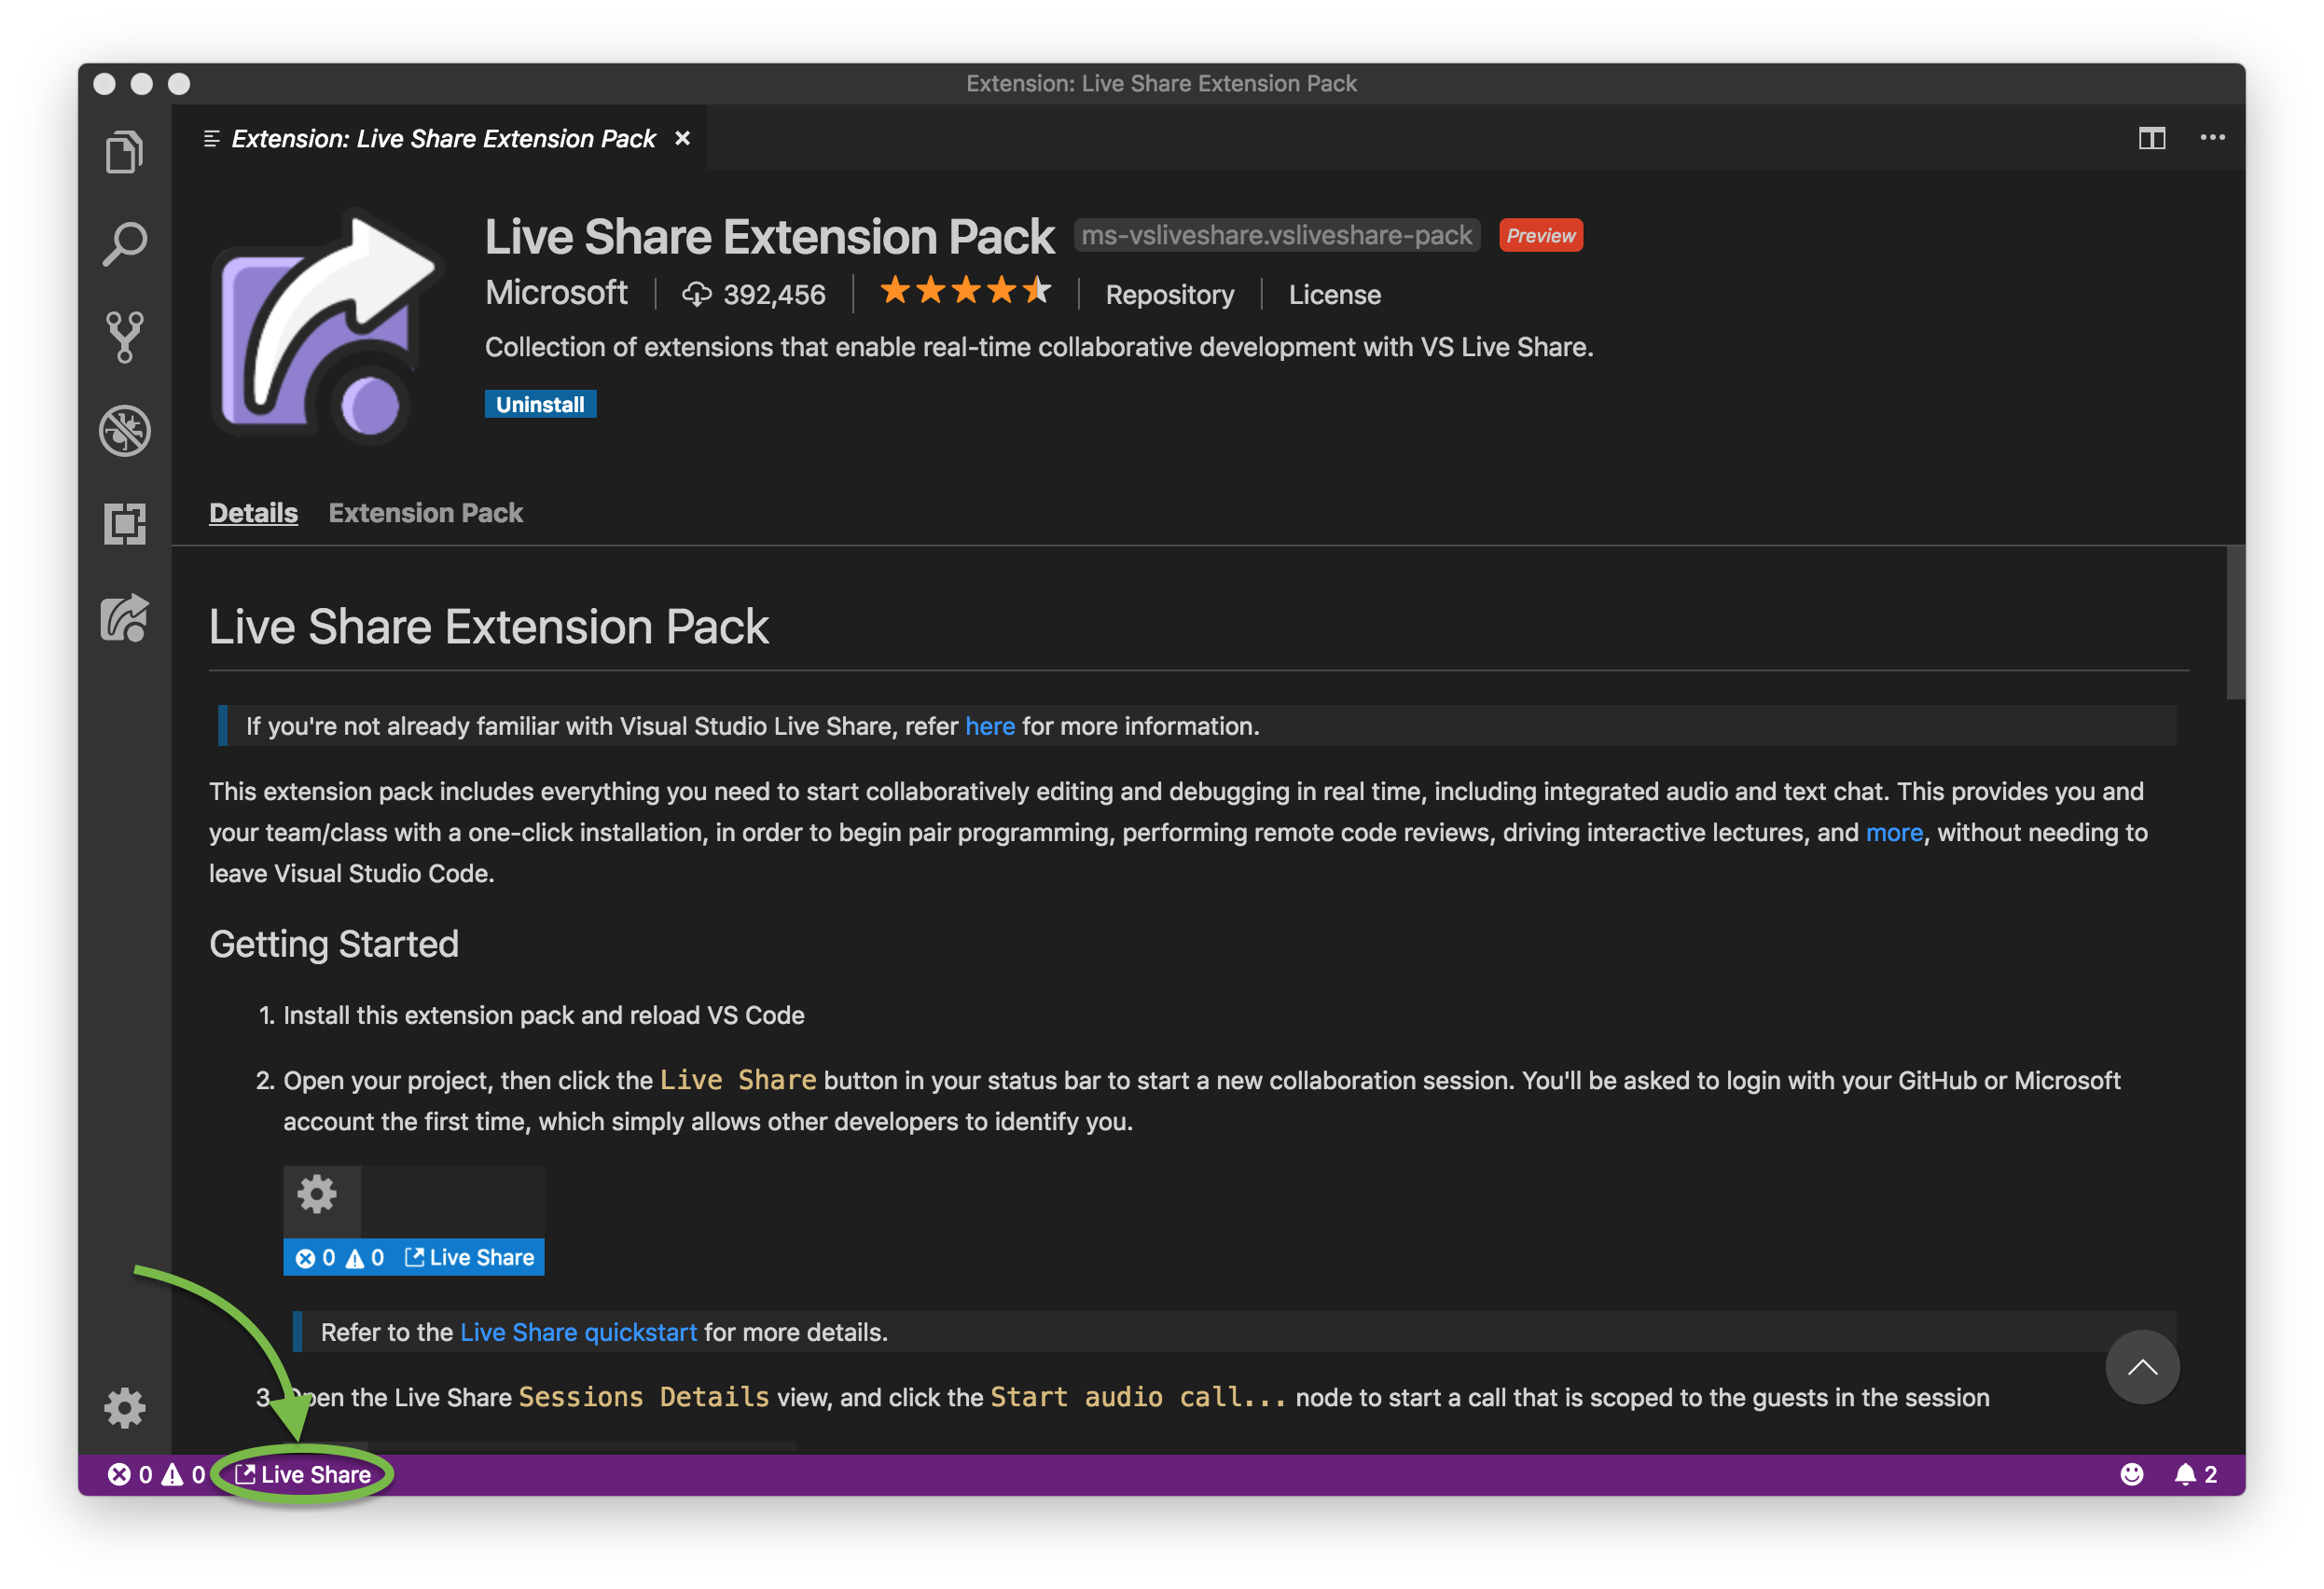 Extension: Live Share Extension Pack
Extension: Live Share Extension Pack
Live Share Extension Pack ms-vsliveshare.vsliveshare-pack Preview
Microsoft 392,456 Repository License
Collection of extensions that enable real-time collaborative development with VS Live Share.
Uninstall
Details Extension Pack
Live Share Extension Pack
If you're not already familiar with Visual Studio Live Share, refer here for more information.
This extension pack includes everything you need to start collaboratively editing and debugging in real time, including integrated audio and text chat. This provides you and
your team/class with a one-click installation, in order to begin pair programming, performing remote code reviews, driving interactive lectures, and more, without needing to
leave Visual Studio Code.
Getting Started
1. Install this extension pack and reload VS Code
2. Open your project, then click the Live Share button in your status bar to start a new collaboration session. You'll be asked to login with your GitHub or Microsoft
account the first time, which simply allows other developers to identify you.
0 0 Live Share
Refer to the Live Share quickstart for more details.
3. Open the Live Share Sessions Details view, and click the Start audio call... node to start a call that is scoped to the guests in the session
0 0 Live Share 2